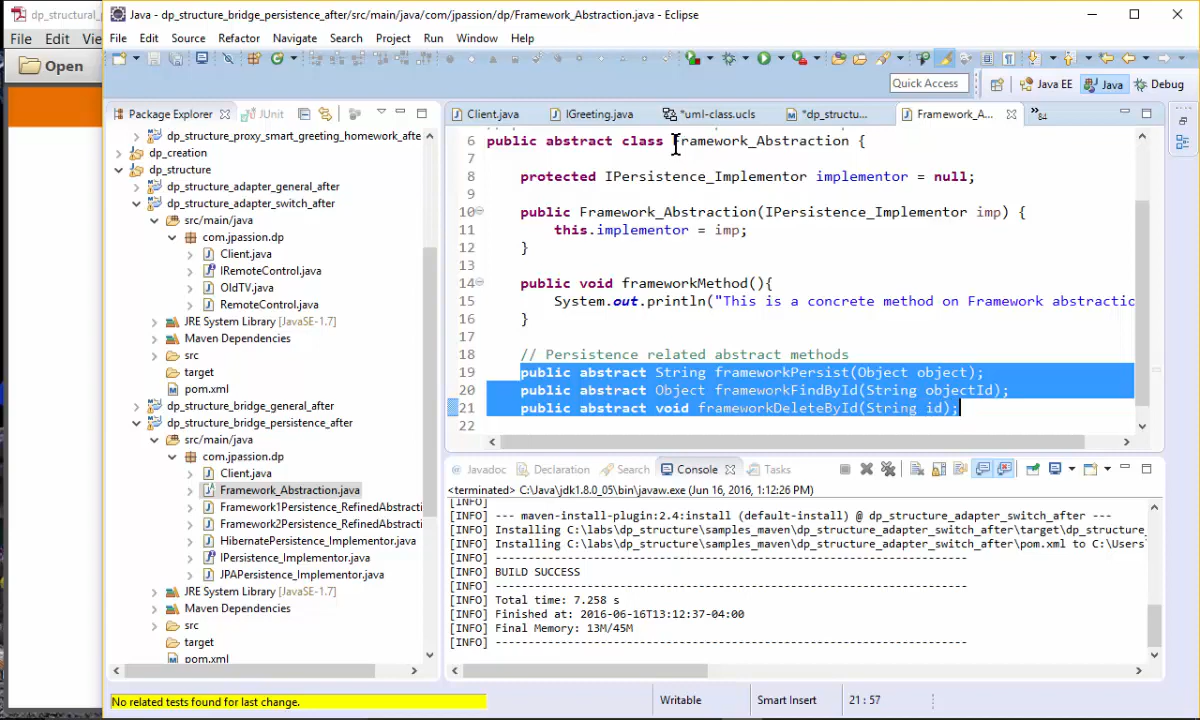 dp_structural_p
Java - dp_structure_bridge_persistence_after/src/main/java/com/jpassion/dp/Framework_Abstraction.java - Eclipse
File Edit Vie
File Edit Source Refactor Navigate Search Project Run Window Help
Open
Quick Access
Java EE
Java
Debug
Package Explorer
JUnit
Client.java
IGreeting.java
*uml-class.ucls
*dp_structu...
Framework_A...
84
dp_structure_proxy_smart_greeting_homework_afte
dp_creation
dp_structure
dp_structure_adapter_general_after
dp_structure_adapter_switch_after
src/main/java
com.jpassion.dp
Client.java
IRemoteControl.java
OldTV.java
RemoteControl.java
JRE System Library [JavaSE-1.7]
Maven Dependencies
src
target
pom.xml
dp_structure_bridge_general_after
dp_structure_bridge_persistence_after
src/main/java
com.jpassion.dp
Client.java
Framework_Abstraction.java
Framework1Persistence_RefinedAbstracti
Framework2Persistence_RefinedAbstracti
HibernatePersistence_Implementor.java
IPersistence_Implementor.java
JPAPersistence_Implementor.java
JRE System Library [JavaSE-1.7]
Maven Dependencies
src
target
pom.xml
6 public abstract class Framework_Abstraction {
7
8 protected IPersistence_Implementor implementor = null;
9
10 public Framework_Abstraction(IPersistence_Implementor imp) {
11 this.implementor = imp;
12 }
13
14 public void frameworkMethod(){
15 System.out.println("This is a concrete method on Framework abstractio
16 }
17
18 // Persistence related abstract methods
19 public abstract String frameworkPersist(Object object);
20 public abstract Object frameworkFindById(String objectId);
21 public abstract void frameworkDeleteById(String id);
22
Javadoc
Declaration
Search
Console
Tasks
<terminated> C:\Java\jdk1.8.0_05\bin\javaw.exe (Jun 16, 2016, 1:12:26 PM)
[INFO]
[INFO] --- maven-install-plugin:2.4:install (default-install) @ dp_structure_adapter_switch_after ---
[INFO] Installing C:\labs\dp_structure\samples_maven\dp_structure_adapter_switch_after\target\dp_structure_
[INFO] Installing C:\labs\dp_structure\samples_maven\dp_structure_adapter_switch_after\pom.xml to C:\Users
[INFO] ------------------------------------------------------------------------
[INFO] BUILD SUCCESS
[INFO] ------------------------------------------------------------------------
[INFO] Total time: 7.258 s
[INFO] Finished at: 2016-06-16T13:12:37-04:00
[INFO] Final Memory: 13M/45M
[INFO] ------------------------------------------------------------------------
No related tests found for last change.
Writable
Smart Insert
21 : 57